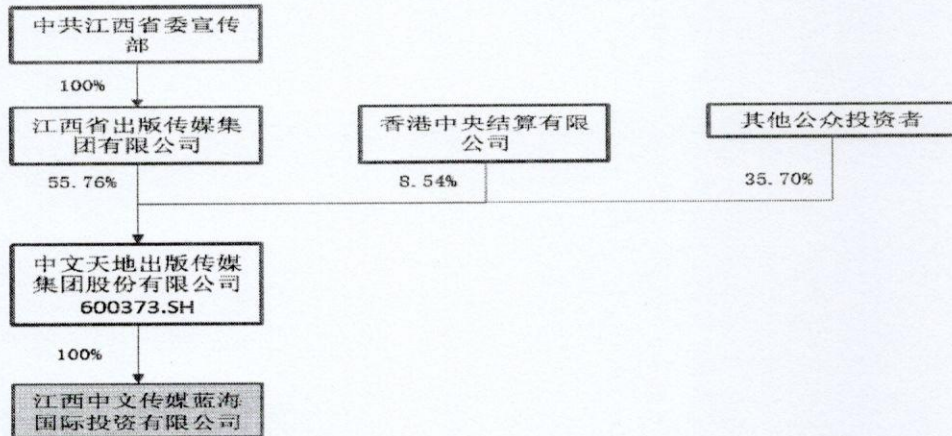 中共江西省委宣传
部
100%
江西省出版传媒集
团有限公司
香港中央结算有限
公司
其他公众投资者
55.76%
8.54%
35.70%
中文天地出版传媒
集团股份有限公司
600373.SH
100%
江西中文传媒蓝海
国际投资有限公司